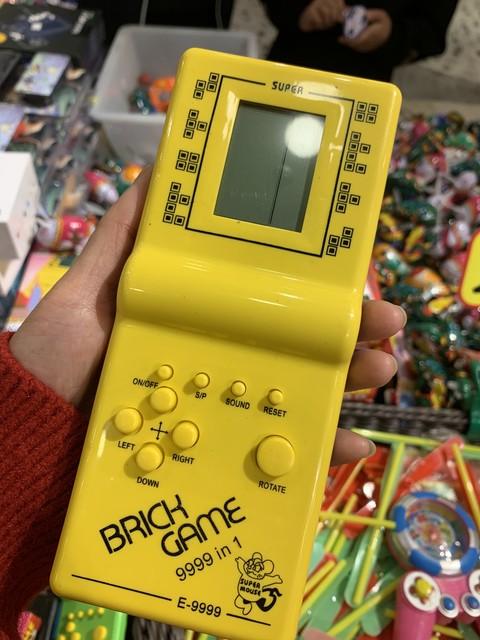 SUPER
ON/OFF
S/P
SOUND
RESET
LEFT
RIGHT
DOWN
ROTATE
BRICK
GAME
9999 in 1
SUPER
MOUSE
E-9999